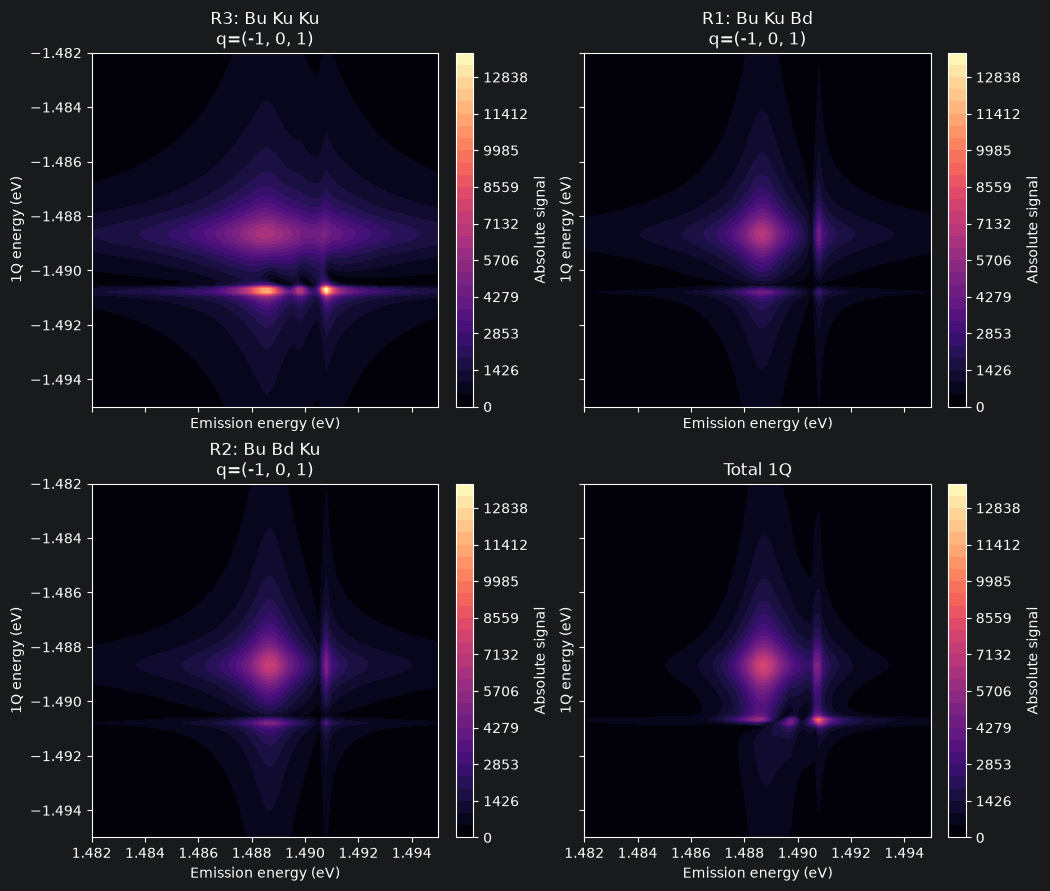 R3: Bu Ku Ku
q=(-1, 0, 1)
−1.482
−1.484
−1.486
−1.488
−1.490
−1.492
−1.494
1Q energy (eV)
Emission energy (eV)
12838
11412
9985
8559
7132
5706
4279
2853
1426
0
Absolute signal
R1: Bu Ku Bd
q=(-1, 0, 1)
1Q energy (eV)
Emission energy (eV)
12838
11412
9985
8559
7132
5706
4279
2853
1426
0
Absolute signal
R2: Bu Bd Ku
q=(-1, 0, 1)
−1.482
−1.484
−1.486
−1.488
−1.490
−1.492
−1.494
1Q energy (eV)
1.482 1.484 1.486 1.488 1.490 1.492 1.494
Emission energy (eV)
12838
11412
9985
8559
7132
5706
4279
2853
1426
0
Absolute signal
Total 1Q
1Q energy (eV)
1.482 1.484 1.486 1.488 1.490 1.492 1.494
Emission energy (eV)
12838
11412
9985
8559
7132
5706
4279
2853
1426
0
Absolute signal